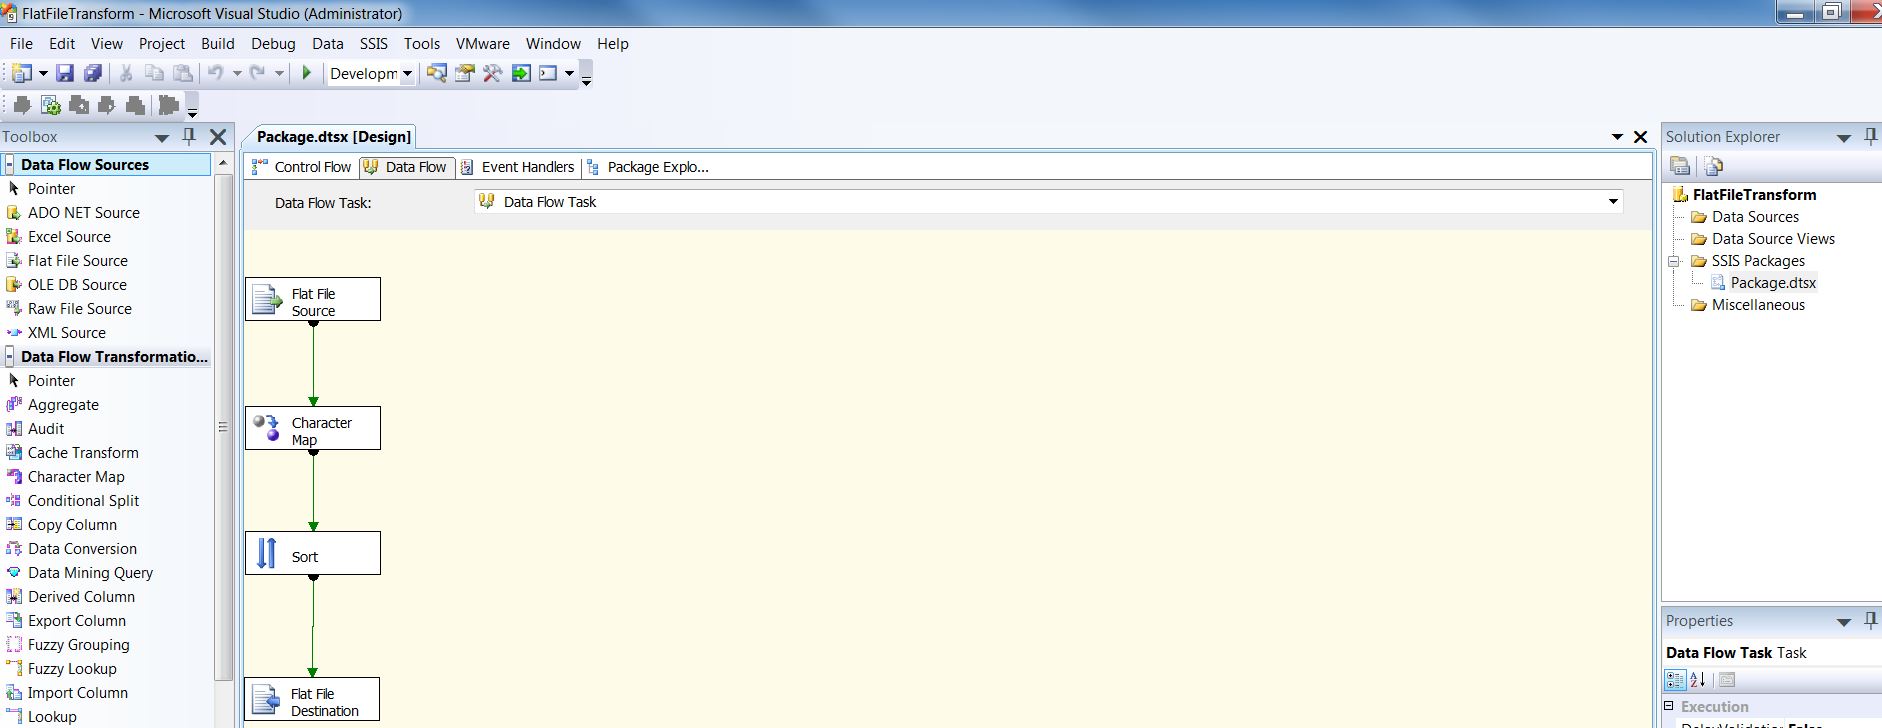 FlatFileTransform - Microsoft Visual Studio (Administrator)
File Edit View Project Build Debug Data SSIS Tools VMware Window Help
Developm
Toolbox
Data Flow Sources
Pointer
ADO NET Source
Excel Source
Flat File Source
OLE DB Source
Raw File Source
XML Source
Data Flow Transformatio...
Pointer
Aggregate
Audit
Cache Transform
Character Map
Conditional Split
Copy Column
Data Conversion
Data Mining Query
Derived Column
Export Column
Fuzzy Grouping
Fuzzy Lookup
Import Column
Lookup
Package.dtsx [Design]
Control Flow Data Flow Event Handlers Package Explo...
Data Flow Task: Data Flow Task
Flat File
Source
Character
Map
Sort
Flat File
Destination
Solution Explorer
FlatFileTransform
Data Sources
Data Source Views
SSIS Packages
Package.dtsx
Miscellaneous
Properties
Data Flow Task Task
Execution